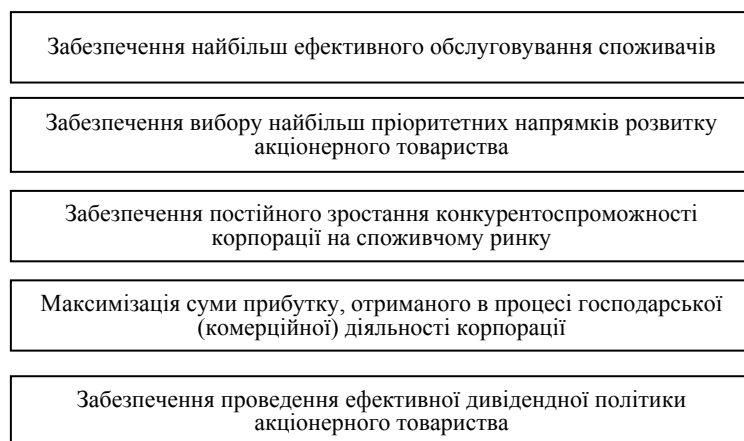 Забезпечення найбільш ефективного обслуговування споживачів
Забезпечення вибору найбільш пріоритетних напрямків розвитку
акціонерного товариства
Забезпечення постійного зростання конкурентоспроможності
корпорації на споживчому ринку
Максимізація суми прибутку, отриманого в процесі господарської
(комерційної) діяльності корпорації
Забезпечення проведення ефективної дивідендної політики
акціонерного товариства